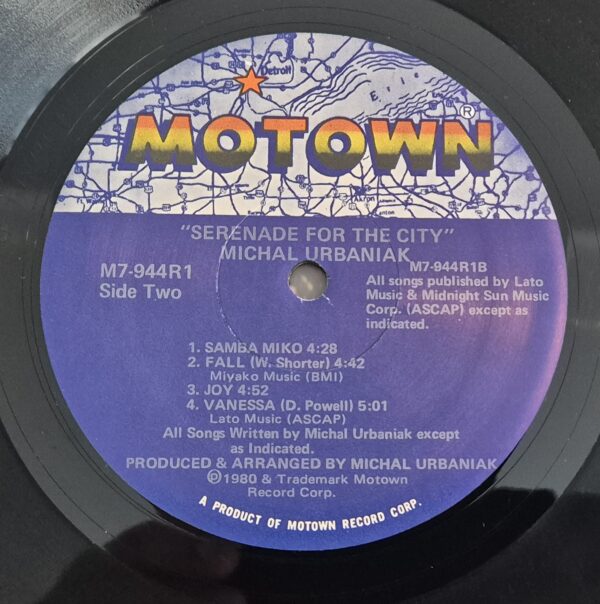 Detroit
Erie
MOTOWN®
Akron
Canton
"SERENADE FOR THE CITY"
MICHAL URBANIAK
M7-944R1
Side Two
M7-944R1B
All songs published by Lato
Music & Midnight Sun Music
Corp. (ASCAP) except as
indicated.
1. SAMBA MIKO 4:28
2. FALL (W. Shorter) 4:42
Miyako Music (BMI)
3. JOY 4:52
4. VANESSA (D. Powell) 5:01
Lato Music (ASCAP)
All Songs Written by Michal Urbaniak except
as Indicated.
PRODUCED & ARRANGED BY MICHAL URBANIAK
℗1980 & Trademark Motown
Record Corp.
A PRODUCT OF MOTOWN RECORD CORP.